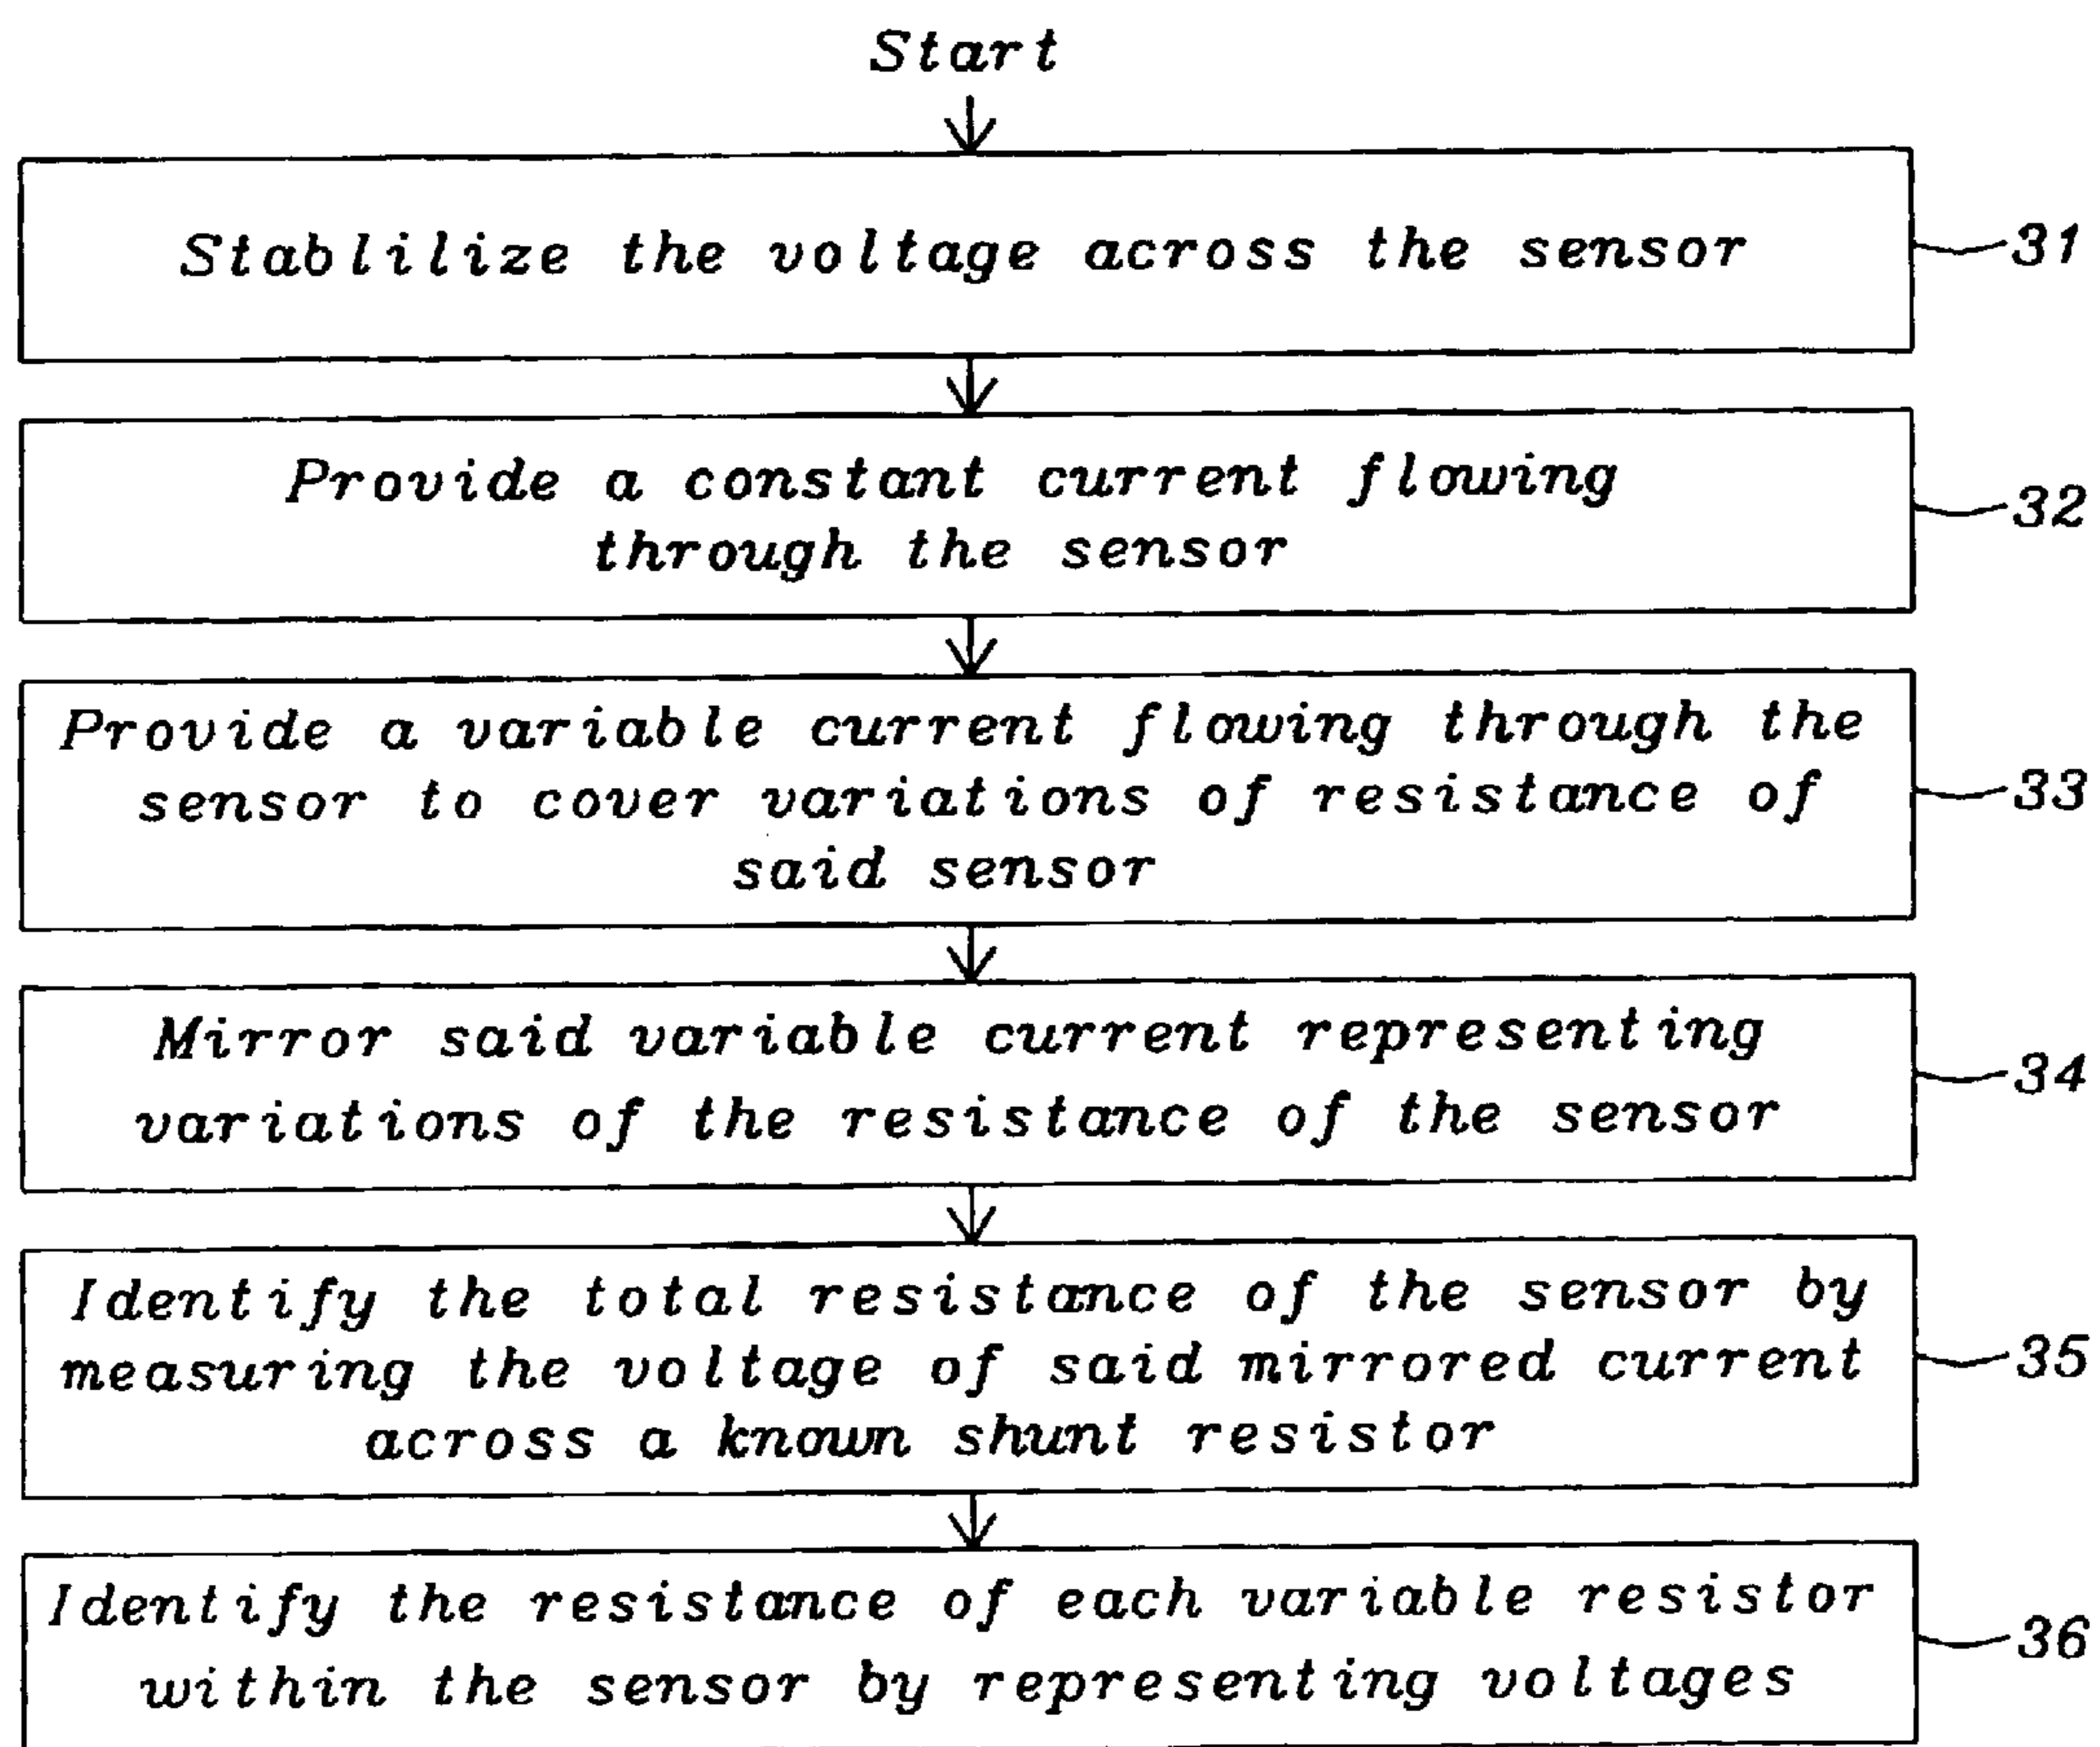 Start
Stablilize the voltage across the sensor
31
Provide a constant current flowing
through the sensor
32
Provide a variable current flowing through the
sensor to cover variations of resistance of
said sensor
33
Mirror said variable current representing
variations of the resistance of the sensor
34
Identify the total resistance of the sensor by
measuring the voltage of said mirrored current
across a known shunt resistor
35
Identify the resistance of each variable resistor
within the sensor by representing voltages
36